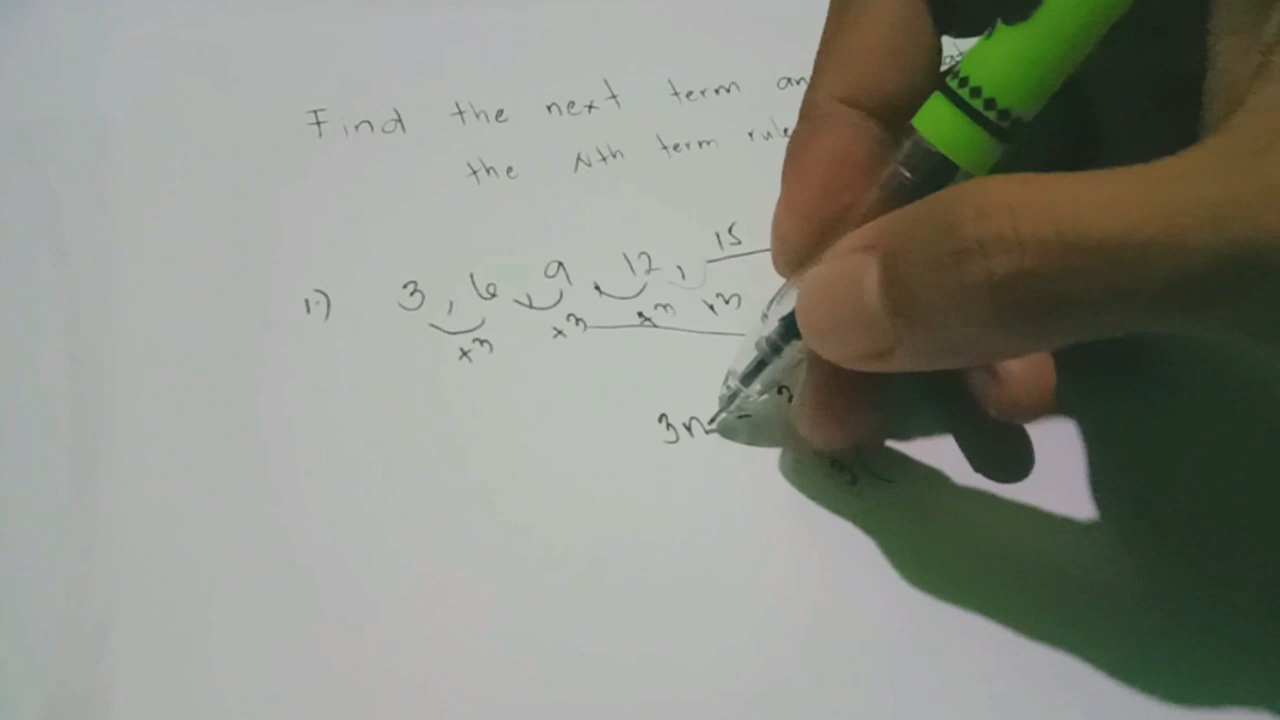 Find the next term an
the Nth term rule
1.) 3, 6, 9, 12, 15
+3 +3 +3 +3
3n
3(